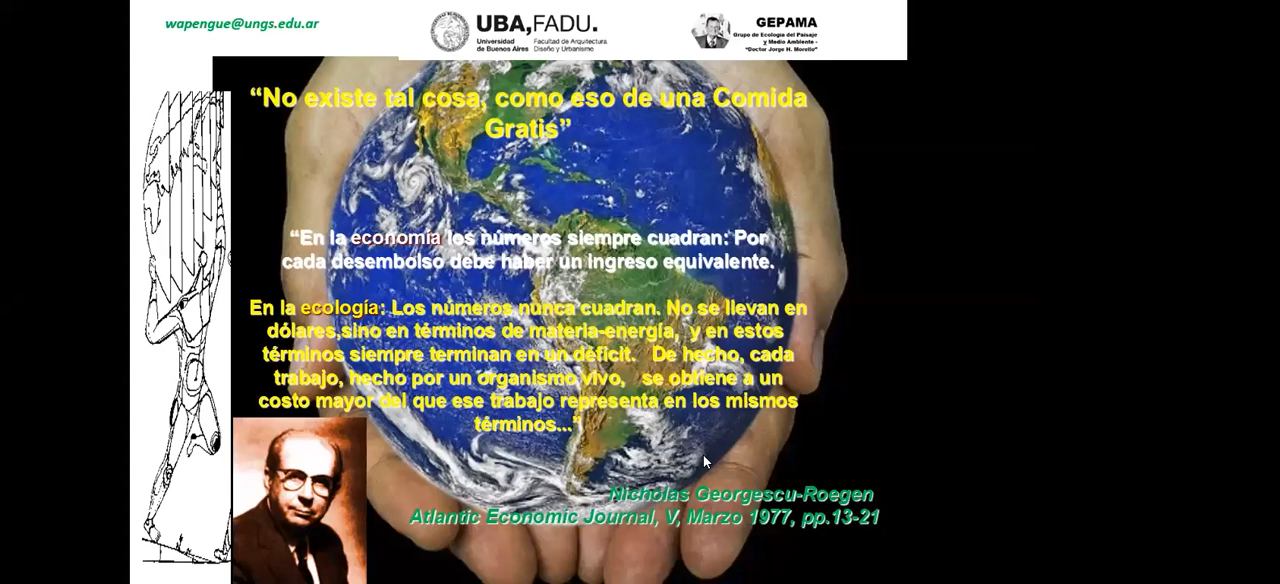 wapengue@ungs.edu.ar
UBA,FADU.
Universidad
de Buenos Aires
Facultad de Arquitectura
Diseño y Urbanismo
GEPAMA
Grupo de Ecología del Paisaje
y Medio Ambiente -
"Doctor Jorge H. Morello"
“No existe tal cosa, como eso de una Comida
Gratis”
“En la economía los números siempre cuadran: Por
cada desembolso debe haber un ingreso equivalente.
En la ecología: Los números nunca cuadran. No se llevan en
dólares,sino en términos de materia-energía, y en estos
términos siempre terminan en un déficit. De hecho, cada
trabajo, hecho por un organismo vivo, se obtiene a un
costo mayor del que ese trabajo representa en los mismos
términos...”
Nicholas Georgescu-Roegen
Atlantic Economic Journal, V, Marzo 1977, pp.13-21